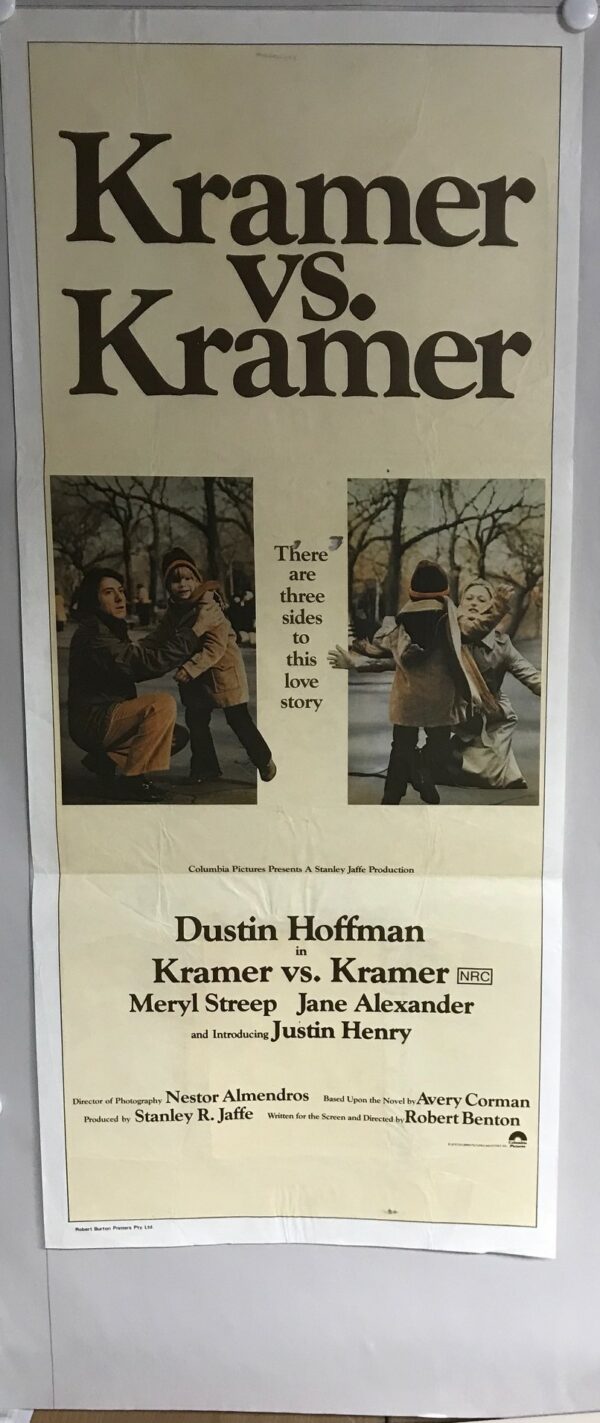 Kramer
vs.
Kramer
There
are
three
sides
to
this
love
story
Columbia Pictures Presents A Stanley Jaffe Production
Dustin Hoffman
in
Kramer vs. Kramer NRC
Meryl Streep Jane Alexander
and Introducing Justin Henry
Director of Photography Nestor Almendros Based Upon the Novel by Avery Corman
Produced by Stanley R. Jaffe Written for the Screen and Directed by Robert Benton
Columbia
Pictures
Robert Burton Printers Pty Ltd